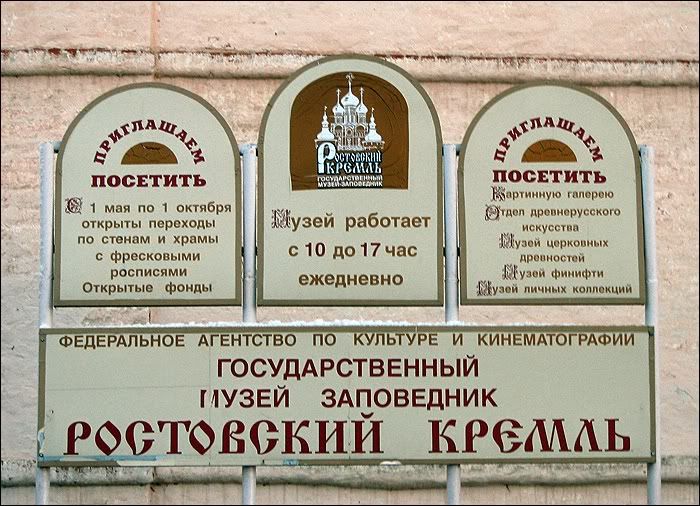 ПРИГЛАШАЕМ
ПОСЕТИТЬ
С 1 мая по 1 октября
открыты переходы
по стенам и храмы
с фресковыми
росписями
Открытые фонды
РОСТОВСКИЙ
КРЕМЛЬ
ГОСУДАРСТВЕННЫЙ
МУЗЕЙ-ЗАПОВЕДНИК
Музей работает
с 10 до 17 час
ежедневно
ПРИГЛАШАЕМ
ПОСЕТИТЬ
Картинную галерею
Отдел древнерусского
искусства
Музей церковных
древностей
Музей финифти
Музей личных коллекций
ФЕДЕРАЛЬНОЕ АГЕНТСТВО ПО КУЛЬТУРЕ И КИНЕМАТОГРАФИИ
ГОСУДАРСТВЕННЫЙ
МУЗЕЙ ЗАПОВЕДНИК
РОСТОВСКИЙ КРЕМЛЬ